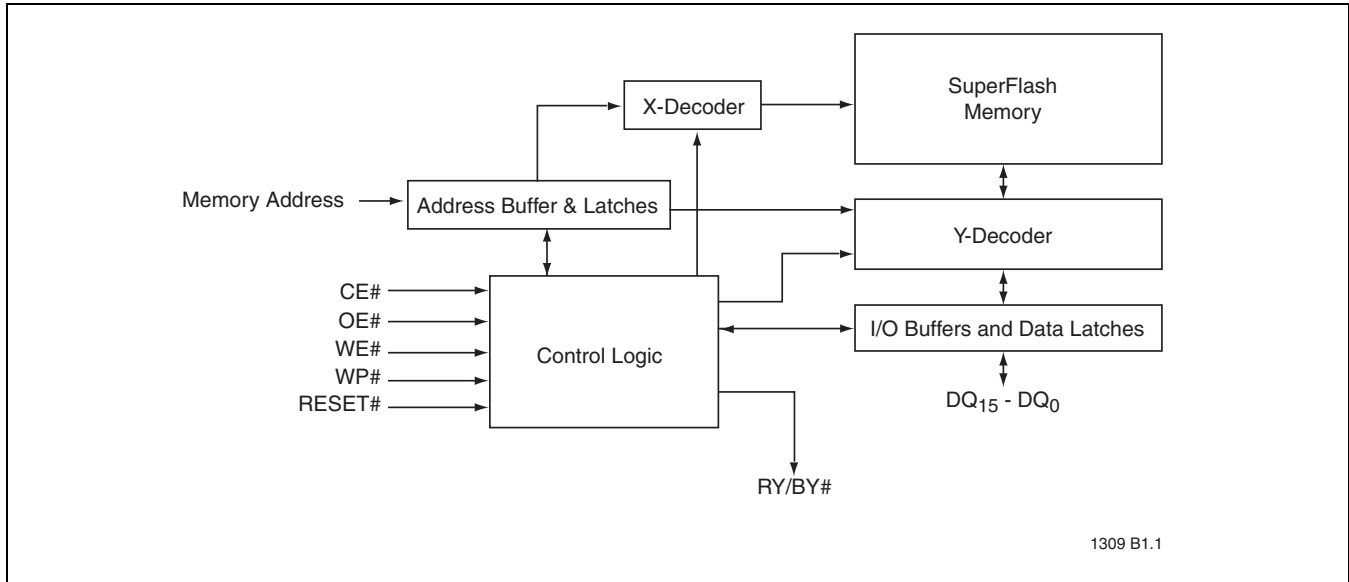 SuperFlash
Memory
X-Decoder
Memory Address
Address Buffer & Latches
Y-Decoder
CE#
OE#
WE#
WP#
RESET#
Control Logic
I/O Buffers and Data Latches
DQ15 - DQ0
RY/BY#
1309 B1.1